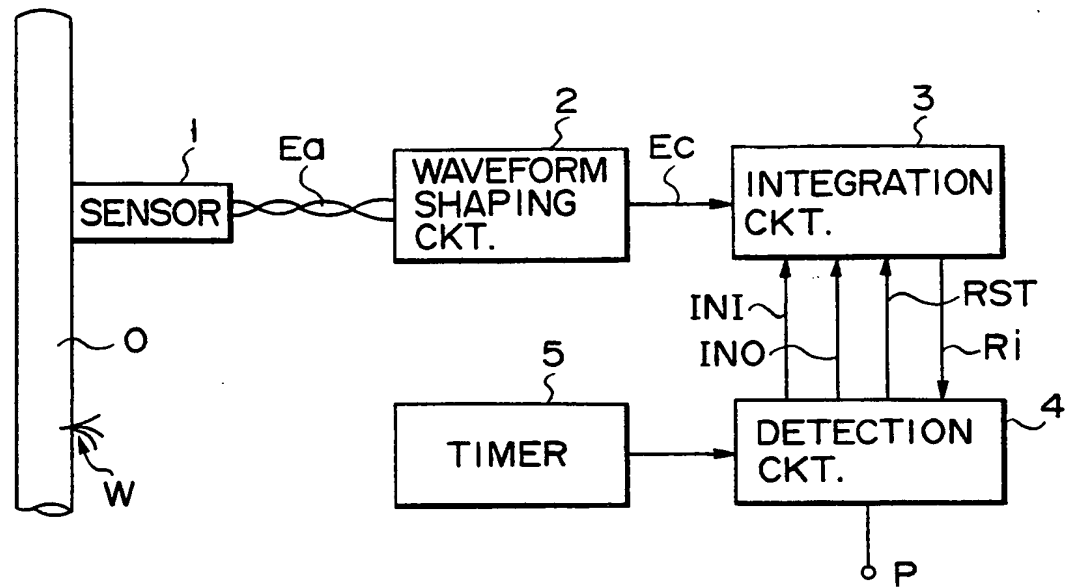 1
SENSOR
Ea
2
WAVEFORM
SHAPING
CKT.
Ec
3
INTEGRATION
CKT.
INI
INO
RST
Ri
O
W
5
TIMER
4
DETECTION
CKT.
P